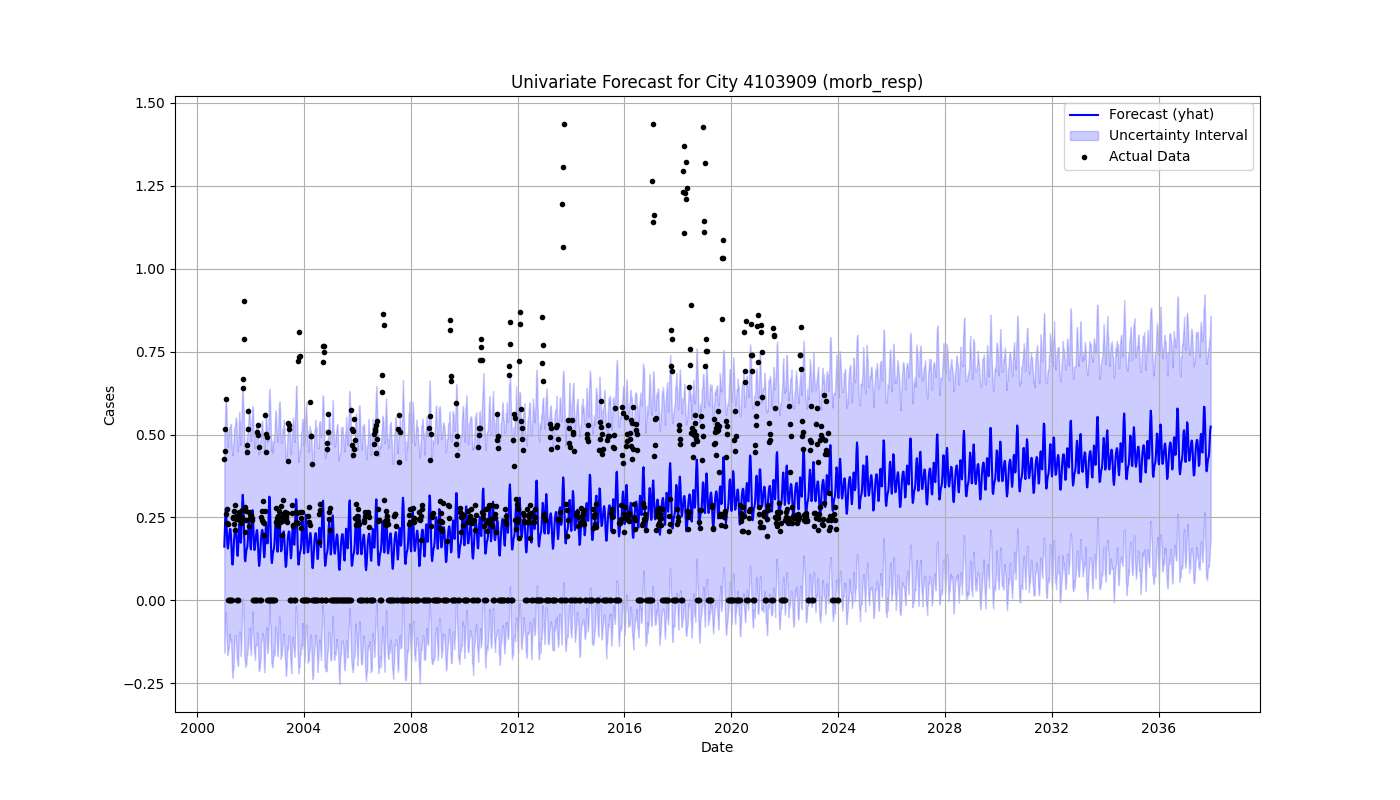 Univariate Forecast for City 4103909 (morb_resp)
Forecast (yhat)
Uncertainty Interval
Actual Data
Cases
1.50
1.25
1.00
0.75
0.50
0.25
0.00
−0.25
2000 2004 2008 2012 2016 2020 2024 2028 2032 2036
Date